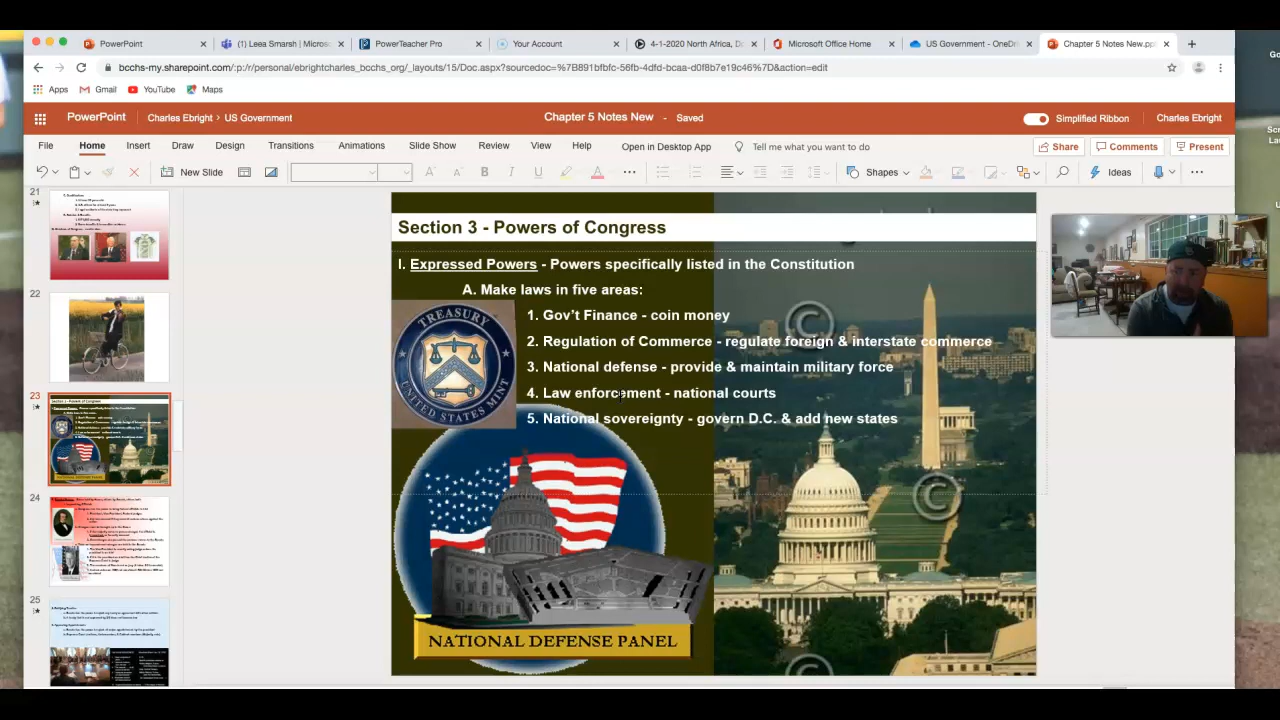 PowerPoint
(1) Leea Smarsh | Micros
PowerTeacher Pro
Your Account
4-1-2020 North Africa, D
Microsoft Office Home
US Government - OneDri
Chapter 5 Notes New.pp
bcchs-my.sharepoint.com/:p:/r/personal/ebrightcharles_bcchs_org/_layouts/15/Doc.aspx?sourcedoc=%7B891bfbfc-56fb-4dfd-bcaa-d0f8b7e19c46%7D&action=edit
Apps Gmail YouTube Maps
PowerPoint Charles Ebright > US Government Chapter 5 Notes New - Saved Simplified Ribbon Charles Ebright
File Home Insert Draw Design Slide Show Transitions Animations Review View Help Open in Desktop App Tell me what you want to do Share Comments Present
New Slide Shapes Ideas
21
22
23
24
25
Section 3 - Powers of Congress
I. Expressed Powers - Powers specifically listed in the Constitution
A. Make laws in five areas:
1. Gov't Finance - coin money
2. Regulation of Commerce - regulate foreign & interstate commerce
3. National defense - provide & maintain military force
4. Law enforcement - national courts
5. National sovereignty - govern D.C. & add new states
TREASURY
UNITED STATES
NATIONAL DEFENSE PANEL